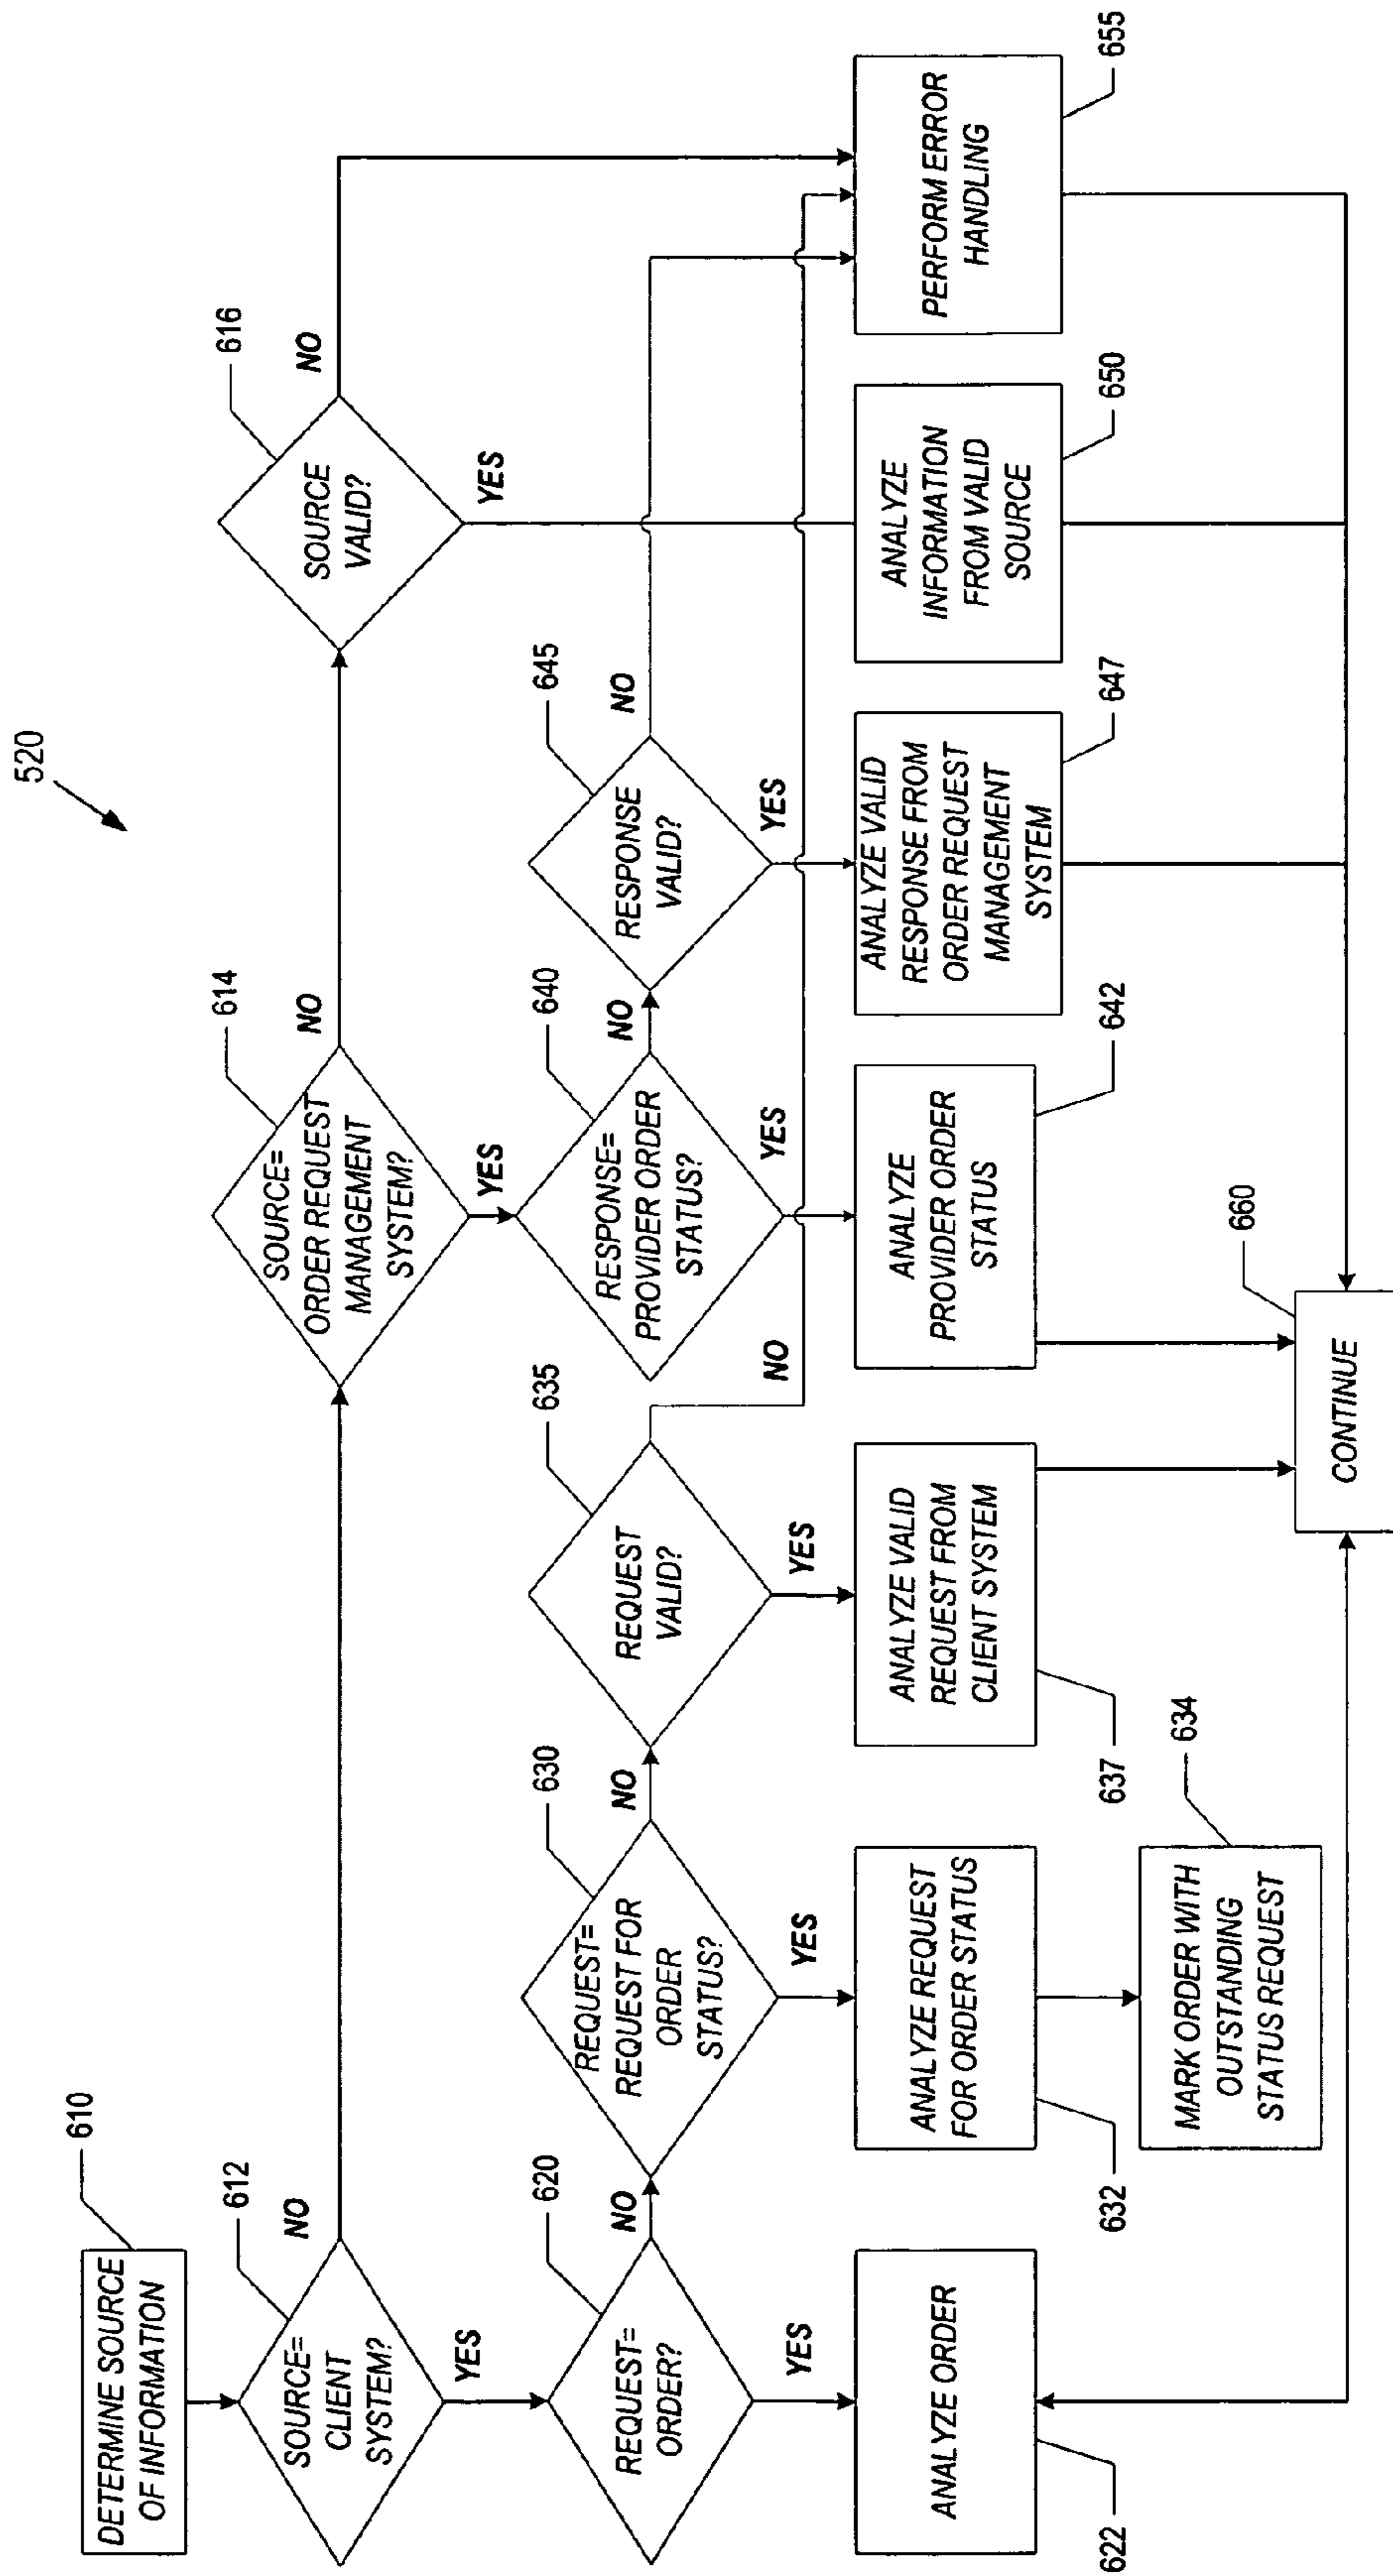 520
610
DETERMINE SOURCE
OF INFORMATION
612
SOURCE=
CLIENT
SYSTEM?
NO
YES
614
SOURCE=
ORDER REQUEST
MANAGEMENT
SYSTEM?
NO
YES
616
SOURCE
VALID?
NO
YES
620
REQUEST=
ORDER?
NO
YES
630
REQUEST=
REQUEST FOR
ORDER
STATUS?
NO
YES
635
REQUEST
VALID?
NO
YES
640
RESPONSE=
PROVIDER ORDER
STATUS?
NO
YES
645
RESPONSE
VALID?
NO
YES
ANALYZE ORDER
622
ANALYZE REQUEST
FOR ORDER STATUS
632
ANALYZE VALID
REQUEST FROM
CLIENT SYSTEM
637
ANALYZE
PROVIDER ORDER
STATUS
642
ANALYZE VALID
RESPONSE FROM
ORDER REQUEST
MANAGEMENT
SYSTEM
647
ANALYZE
INFORMATION
FROM VALID
SOURCE
650
PERFORM ERROR
HANDLING
655
634
MARK ORDER WITH
OUTSTANDING
STATUS REQUEST
660
CONTINUE